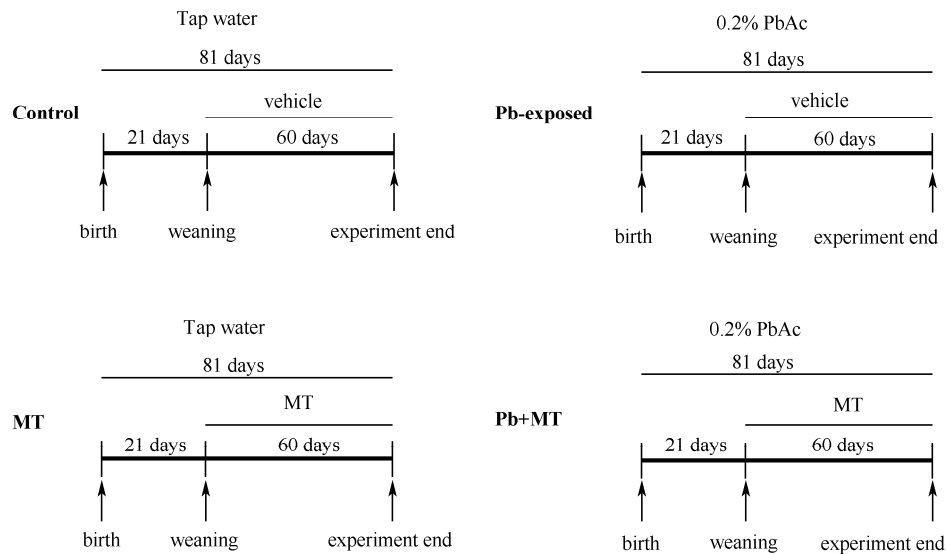 Tap water
81 days
vehicle
Control
21 days 60 days
birth weaning experiment end
0.2% PbAc
81 days
vehicle
Pb-exposed
21 days 60 days
birth weaning experiment end
Tap water
81 days
MT
MT
21 days 60 days
birth weaning experiment end
0.2% PbAc
81 days
MT
Pb+MT
21 days 60 days
birth weaning experiment end